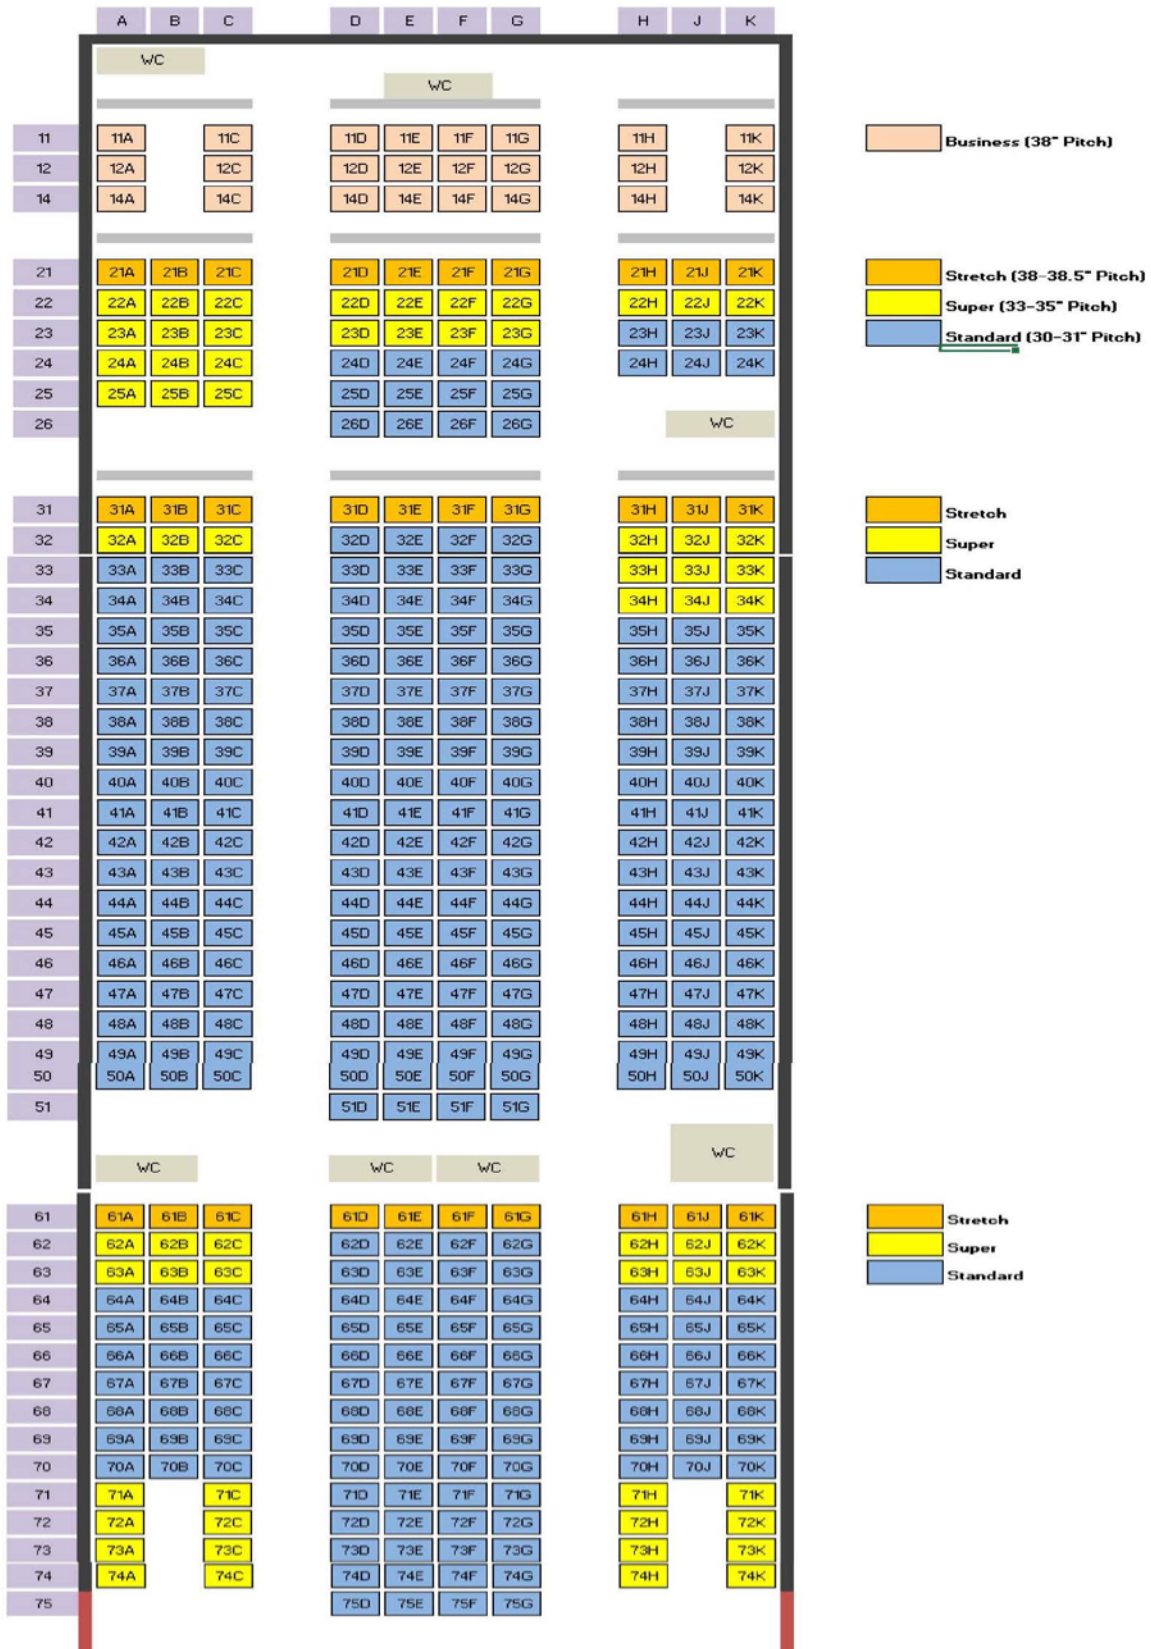 A B C D E F G H J K
WC
WC
11 11A 11C 11D 11E 11F 11G 11H 11K Business (38" Pitch)
12 12A 12C 12D 12E 12F 12G 12H 12K
14 14A 14C 14D 14E 14F 14G 14H 14K
21 21A 21B 21C 21D 21E 21F 21G 21H 21J 21K Stretch (38-38.5" Pitch)
22 22A 22B 22C 22D 22E 22F 22G 22H 22J 22K Super (33-35" Pitch)
23 23A 23B 23C 23D 23E 23F 23G 23H 23J 23K Standard (30-31" Pitch)
24 24A 24B 24C 24D 24E 24F 24G 24H 24J 24K
25 25A 25B 25C 25D 25E 25F 25G
26 26D 26E 26F 26G WC
31 31A 31B 31C 31D 31E 31F 31G 31H 31J 31K Stretch
32 32A 32B 32C 32D 32E 32F 32G 32H 32J 32K Super
33 33A 33B 33C 33D 33E 33F 33G 33H 33J 33K Standard
34 34A 34B 34C 34D 34E 34F 34G 34H 34J 34K
35 35A 35B 35C 35D 35E 35F 35G 35H 35J 35K
36 36A 36B 36C 36D 36E 36F 36G 36H 36J 36K
37 37A 37B 37C 37D 37E 37F 37G 37H 37J 37K
38 38A 38B 38C 38D 38E 38F 38G 38H 38J 38K
39 39A 39B 39C 39D 39E 39F 39G 39H 39J 39K
40 40A 40B 40C 40D 40E 40F 40G 40H 40J 40K
41 41A 41B 41C 41D 41E 41F 41G 41H 41J 41K
42 42A 42B 42C 42D 42E 42F 42G 42H 42J 42K
43 43A 43B 43C 43D 43E 43F 43G 43H 43J 43K
44 44A 44B 44C 44D 44E 44F 44G 44H 44J 44K
45 45A 45B 45C 45D 45E 45F 45G 45H 45J 45K
46 46A 46B 46C 46D 46E 46F 46G 46H 46J 46K
47 47A 47B 47C 47D 47E 47F 47G 47H 47J 47K
48 48A 48B 48C 48D 48E 48F 48G 48H 48J 48K
49 49A 49B 49C 49D 49E 49F 49G 49H 49J 49K
50 50A 50B 50C 50D 50E 50F 50G 50H 50J 50K
51 51D 51E 51F 51G
WC WC WC WC
61 61A 61B 61C 61D 61E 61F 61G 61H 61J 61K Stretch
62 62A 62B 62C 62D 62E 62F 62G 62H 62J 62K Super
63 63A 63B 63C 63D 63E 63F 63G 63H 63J 63K Standard
64 64A 64B 64C 64D 64E 64F 64G 64H 64J 64K
65 65A 65B 65C 65D 65E 65F 65G 65H 65J 65K
66 66A 66B 66C 66D 66E 66F 66G 66H 66J 66K
67 67A 67B 67C 67D 67E 67F 67G 67H 67J 67K
68 68A 68B 68C 68D 68E 68F 68G 68H 68J 68K
69 69A 69B 69C 69D 69E 69F 69G 69H 69J 69K
70 70A 70B 70C 70D 70E 70F 70G 70H 70J 70K
71 71A 71C 71D 71E 71F 71G 71H 71K
72 72A 72C 72D 72E 72F 72G 72H 72K
73 73A 73C 73D 73E 73F 73G 73H 73K
74 74A 74C 74D 74E 74F 74G 74H 74K
75 75D 75E 75F 75G